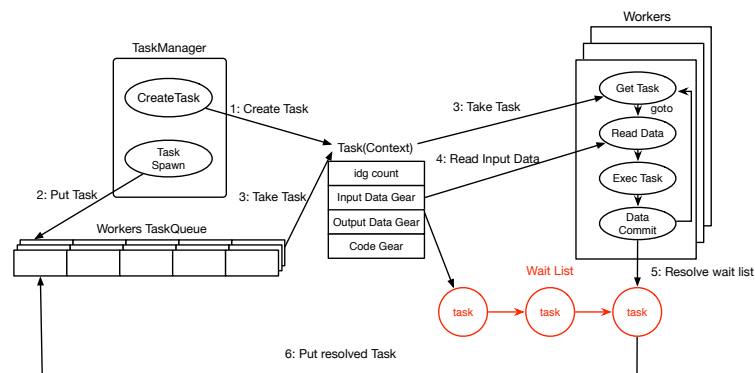 Workers
TaskManager
CreateTask
Task
Spawn
1: Create Task
2: Put Task
3: Take Task
Workers TaskQueue
Task(Context)
idg count
Input Data Gear
Output Data Gear
Code Gear
3: Take Task
4: Read Input Data
Get Task
goto
Read Data
Exec Task
Data
Commit
5: Resolve wait list
Wait List
task
task
task
6: Put resolved Task